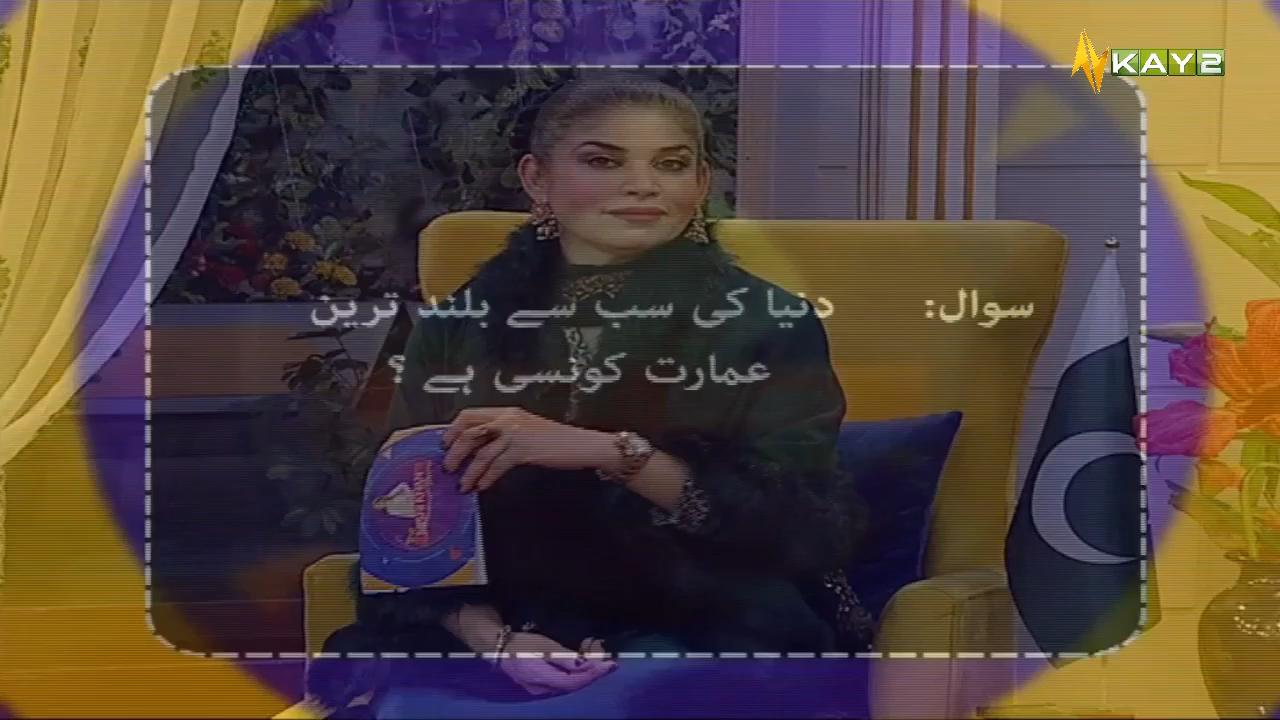 KAY2
سوال: دنیا کی سب سے بلند ترین
عمارت کونسی ہے ؟